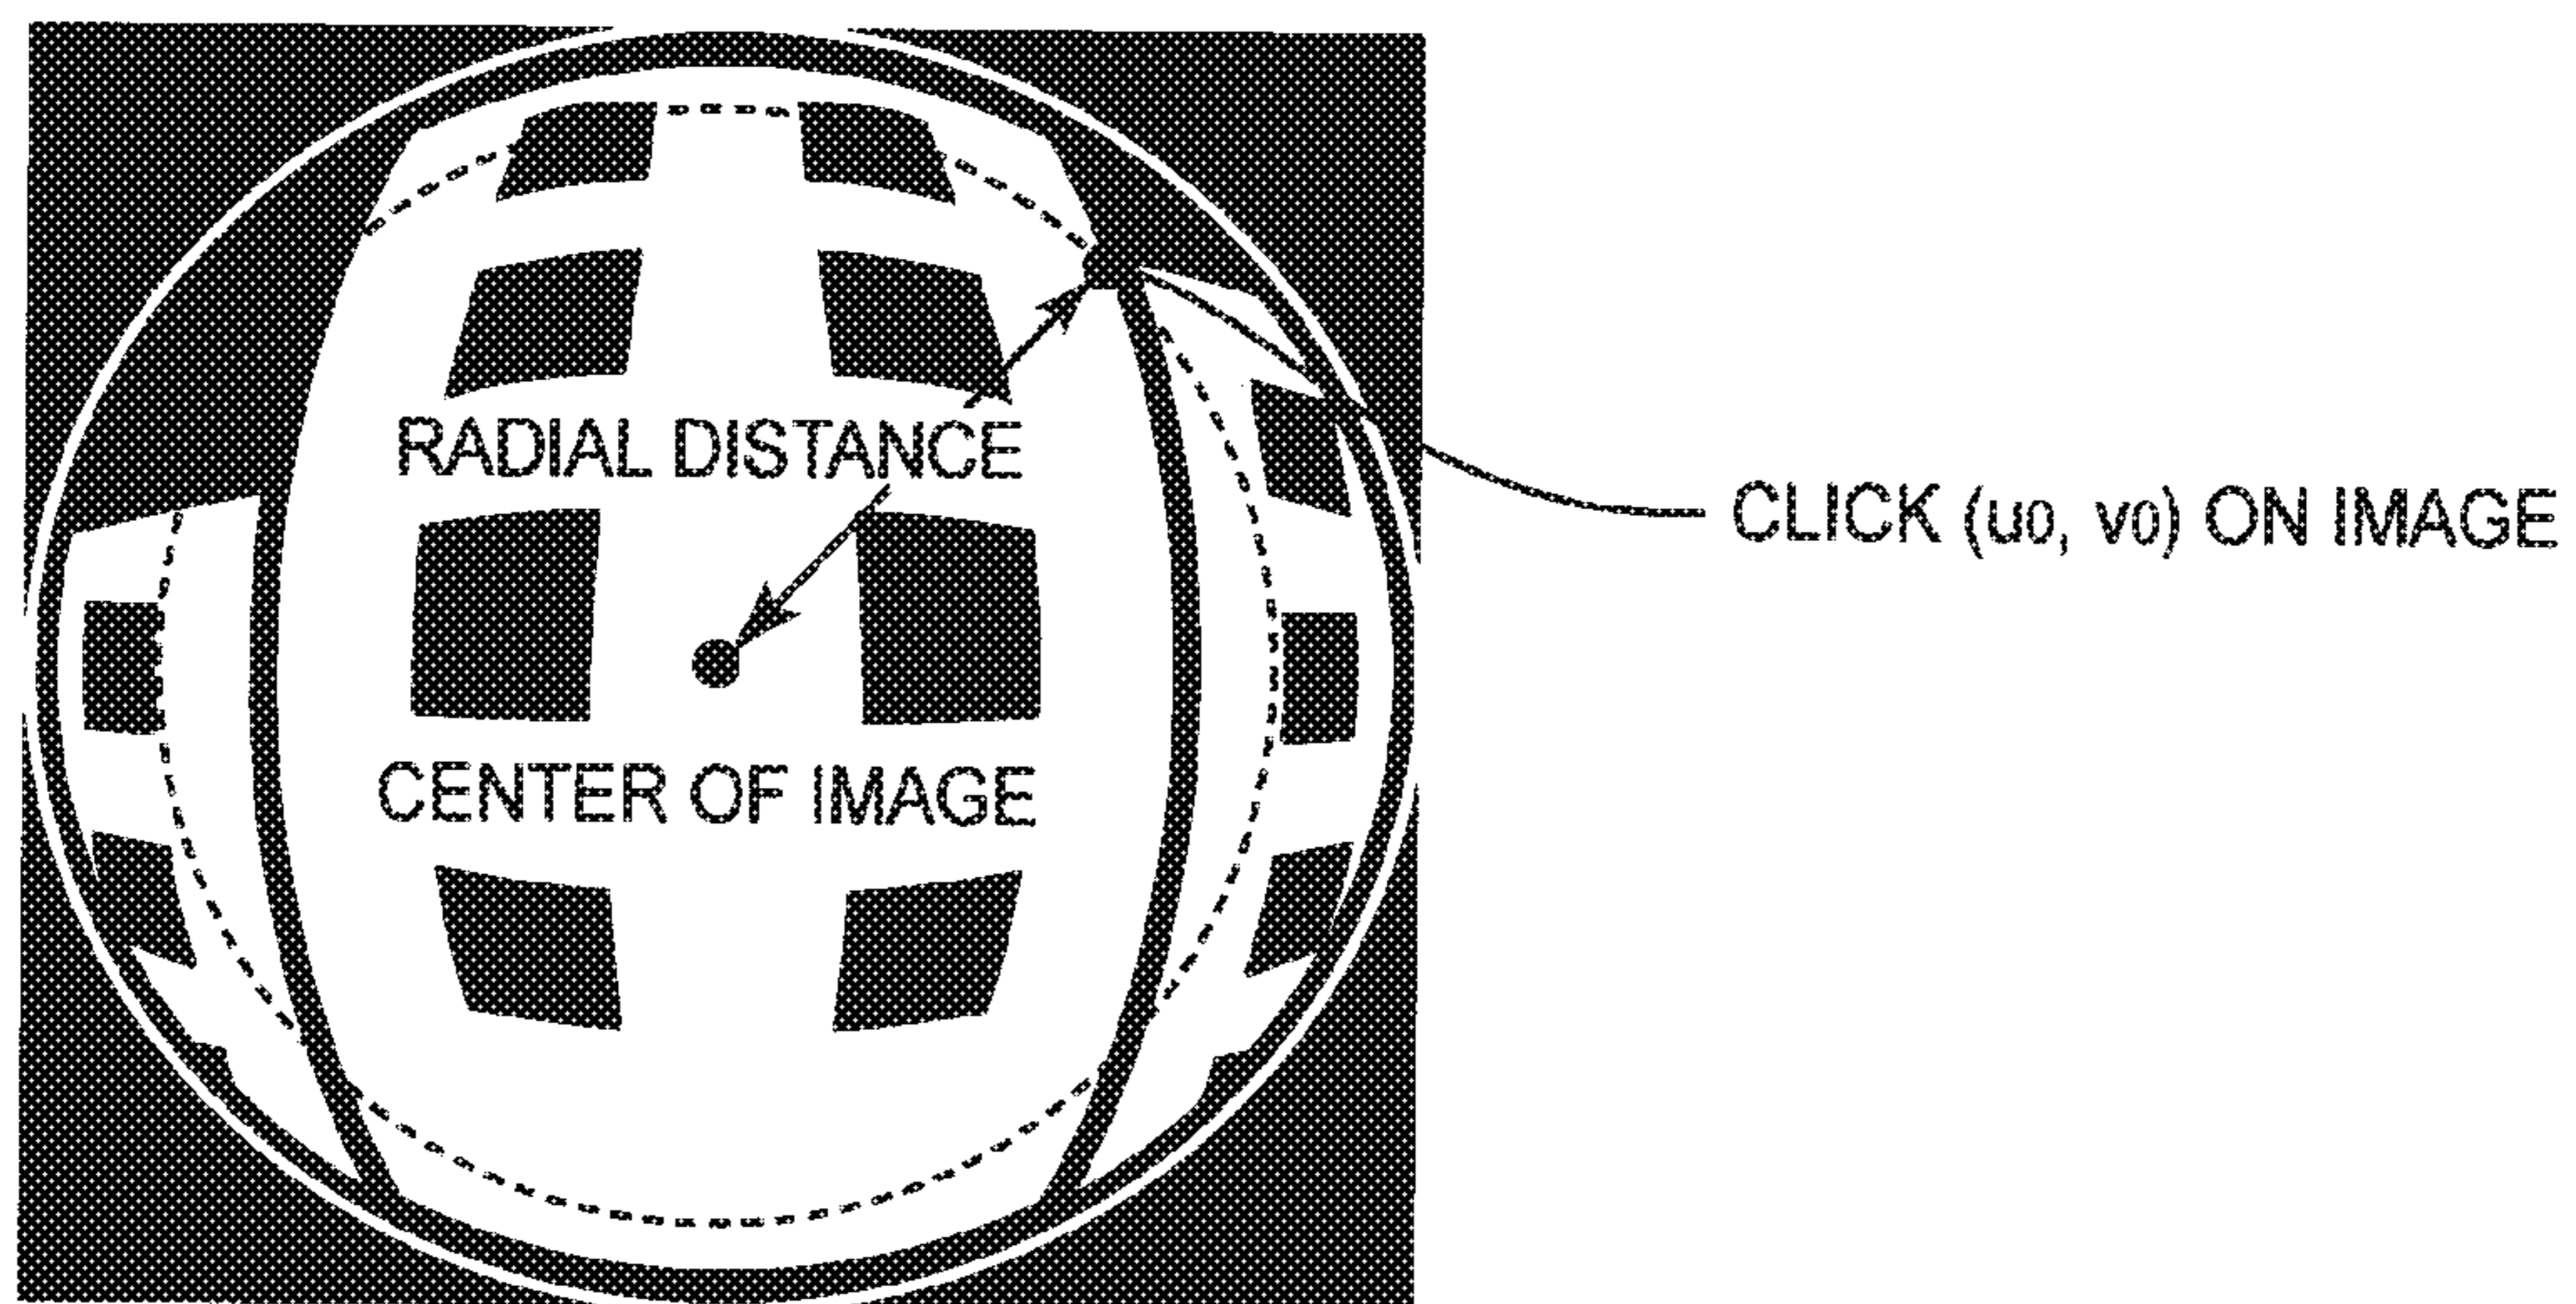 RADIAL DISTANCE
CLICK (u0, v0) ON IMAGE
CENTER OF IMAGE